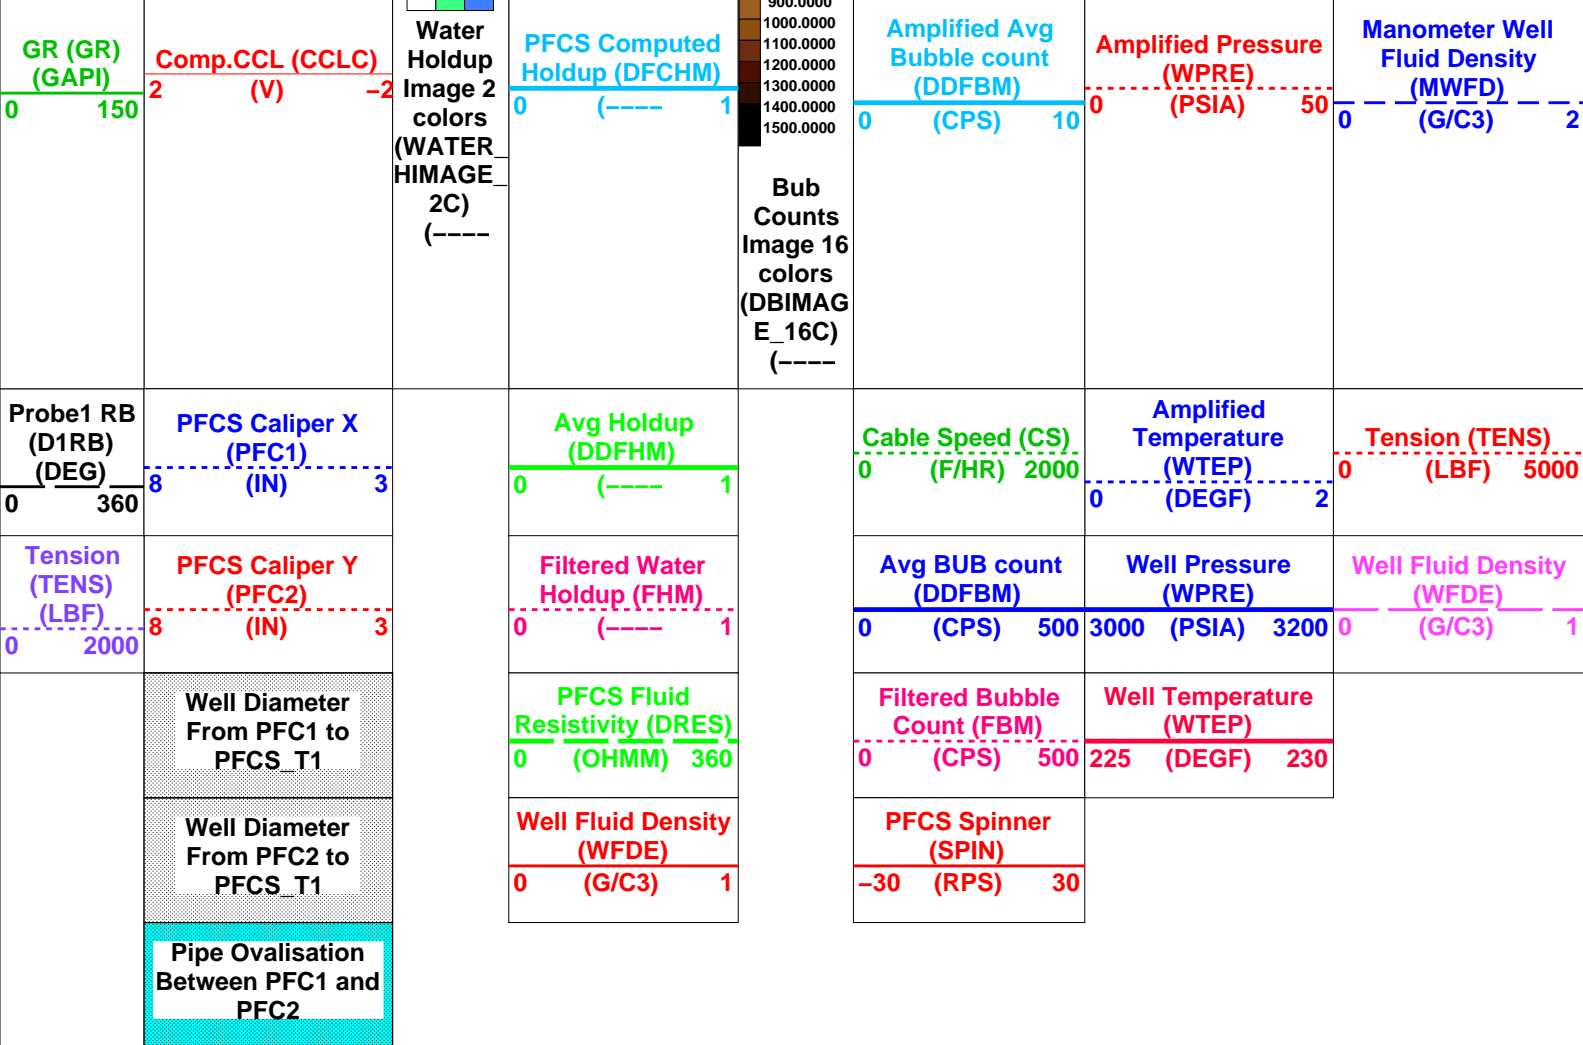 GR (GR)
(GAPI)
0 150
Comp.CCL (CCLC)
2 (V) −2
Water
Holdup
Image 2
colors
(WATER_
HIMAGE_
2C)
(−−−−
PFCS Computed
Holdup (DFCHM)
0 (−−−− 1
900.0000
1000.0000
1100.0000
1200.0000
1300.0000
1400.0000
1500.0000
Bub
Counts
Image 16
colors
(DBIMAG
E_16C)
(−−−−
Amplified Avg
Bubble count
(DDFBM)
0 (CPS) 10
Amplified Pressure
(WPRE)
0 (PSIA) 50
Manometer Well
Fluid Density
(MWFD)
0 (G/C3) 2
Probe1 RB
(D1RB)
(DEG)
0 360
PFCS Caliper X
(PFC1)
8 (IN) 3
Avg Holdup
(DDFHM)
0 (−−−− 1
Cable Speed (CS)
0 (F/HR) 2000
Amplified
Temperature
(WTEP)
0 (DEGF) 2
Tension (TENS)
0 (LBF) 5000
Tension
(TENS)
(LBF)
0 2000
PFCS Caliper Y
(PFC2)
8 (IN) 3
Filtered Water
Holdup (FHM)
0 (−−−− 1
Avg BUB count
(DDFBM)
0 (CPS) 500
Well Pressure
(WPRE)
3000 (PSIA) 3200
Well Fluid Density
(WFDE)
0 (G/C3) 1
Well Diameter
From PFC1 to
PFCS_T1
PFCS Fluid
Resistivity (DRES)
0 (OHMM) 360
Filtered Bubble
Count (FBM)
0 (CPS) 500
Well Temperature
(WTEP)
225 (DEGF) 230
Well Diameter
From PFC2 to
PFCS_T1
Well Fluid Density
(WFDE)
0 (G/C3) 1
PFCS Spinner
(SPIN)
−30 (RPS) 30
Pipe Ovalisation
Between PFC1 and
PFC2